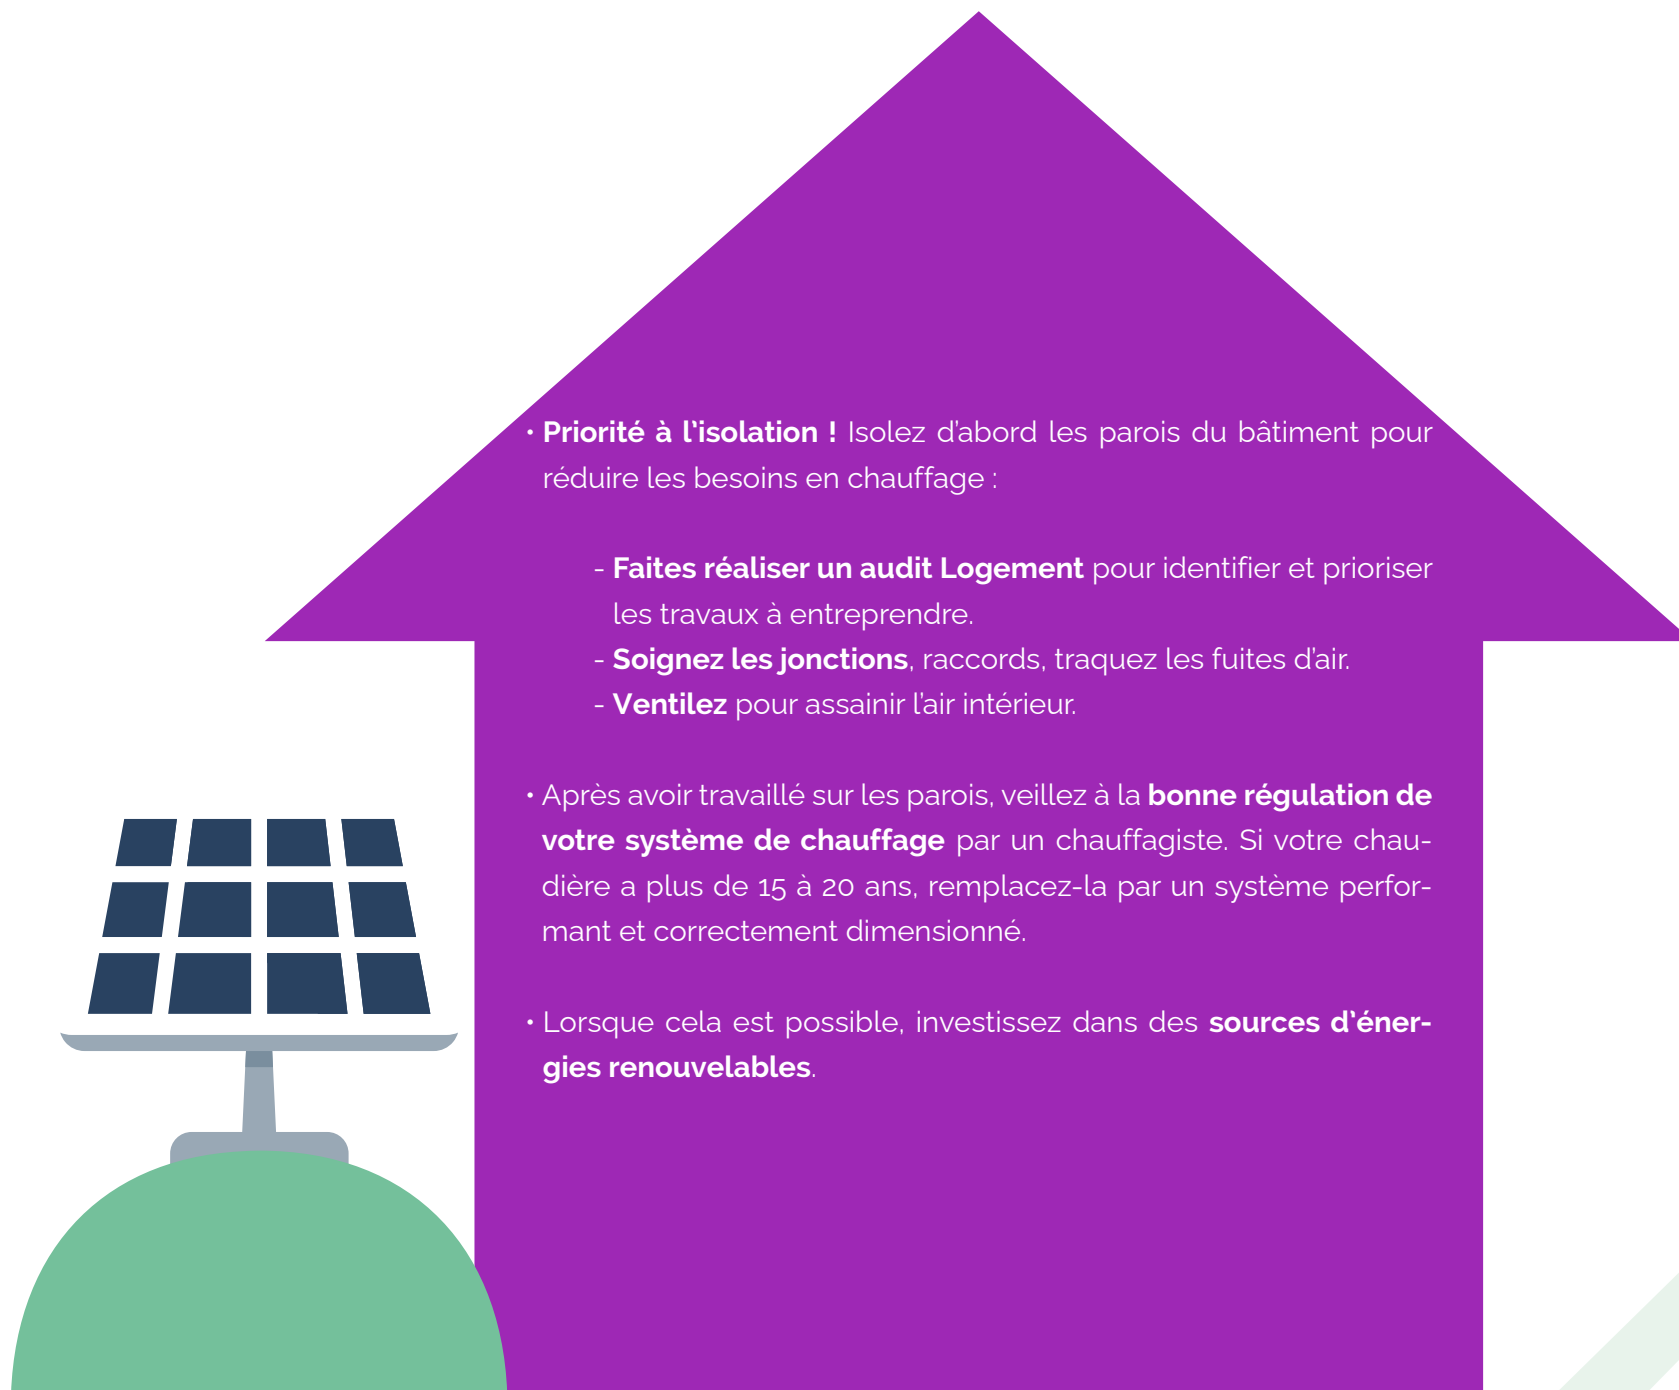 • Priorité à l’isolation ! Isolez d’abord les parois du bâtiment pour
réduire les besoins en chauffage :
- Faites réaliser un audit Logement pour identifier et prioriser
les travaux à entreprendre.
- Soignez les jonctions, raccords, traquez les fuites d’air.
- Ventilez pour assainir l’air intérieur.
• Après avoir travaillé sur les parois, veillez à la bonne régulation de
votre système de chauffage par un chauffagiste. Si votre chau-
dière a plus de 15 à 20 ans, remplacez-la par un système perfor-
mant et correctement dimensionné.
• Lorsque cela est possible, investissez dans des sources d’éner-
gies renouvelables.